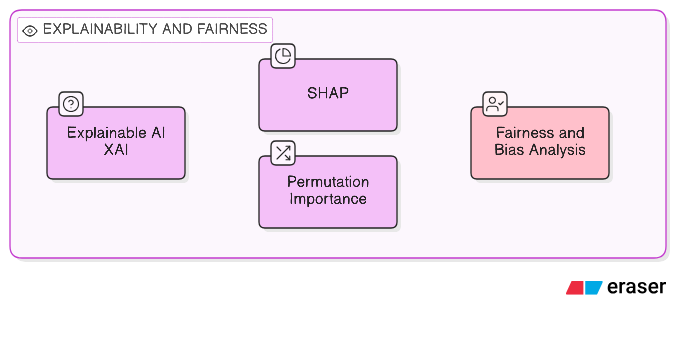 EXPLAINABILITY AND FAIRNESS
SHAP
Explainable AI
XAI
Fairness and
Bias Analysis
Permutation
Importance
eraser